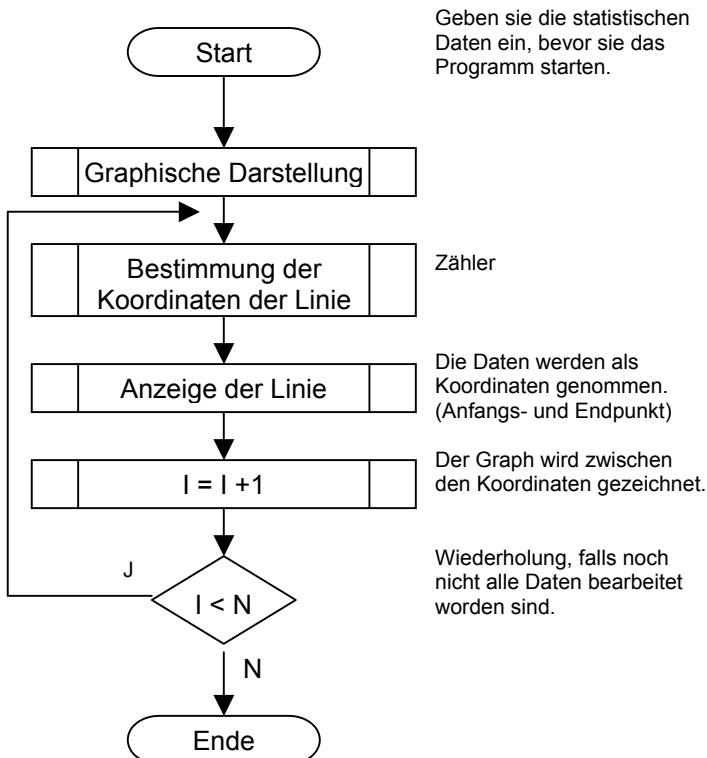 Start
Geben sie die statistischen
Daten ein, bevor sie das
Programm starten.
Graphische Darstellung
Bestimmung der
Koordinaten der Linie
Zähler
Anzeige der Linie
Die Daten werden als
Koordinaten genommen.
(Anfangs- und Endpunkt)
I = I +1
Der Graph wird zwischen
den Koordinaten gezeichnet.
J
I < N
Wiederholung, falls noch
nicht alle Daten bearbeitet
worden sind.
N
Ende